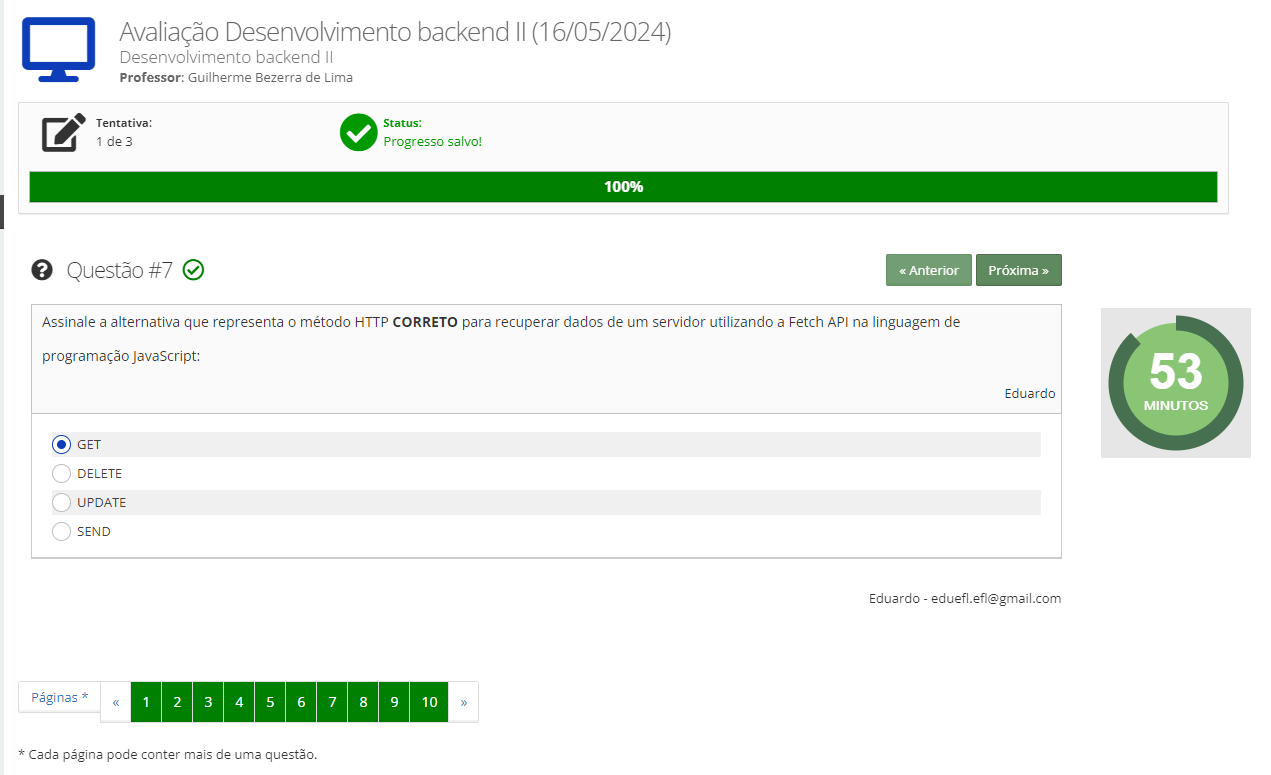 Avaliação Desenvolvimento backend II (16/05/2024)
Desenvolvimento backend II
Professor: Guilherme Bezerra de Lima
Tentativa:
1 de 3
Status:
Progresso salvo!
100%
Questão #7
« Anterior
Próxima »
Assinale a alternativa que representa o método HTTP CORRETO para recuperar dados de um servidor utilizando a Fetch API na linguagem de
programação JavaScript:
Eduardo
53
MINUTOS
GET
DELETE
UPDATE
SEND
Eduardo - eduefl.efl@gmail.com
Páginas * « 1 2 3 4 5 6 7 8 9 10 »
* Cada página pode conter mais de uma questão.